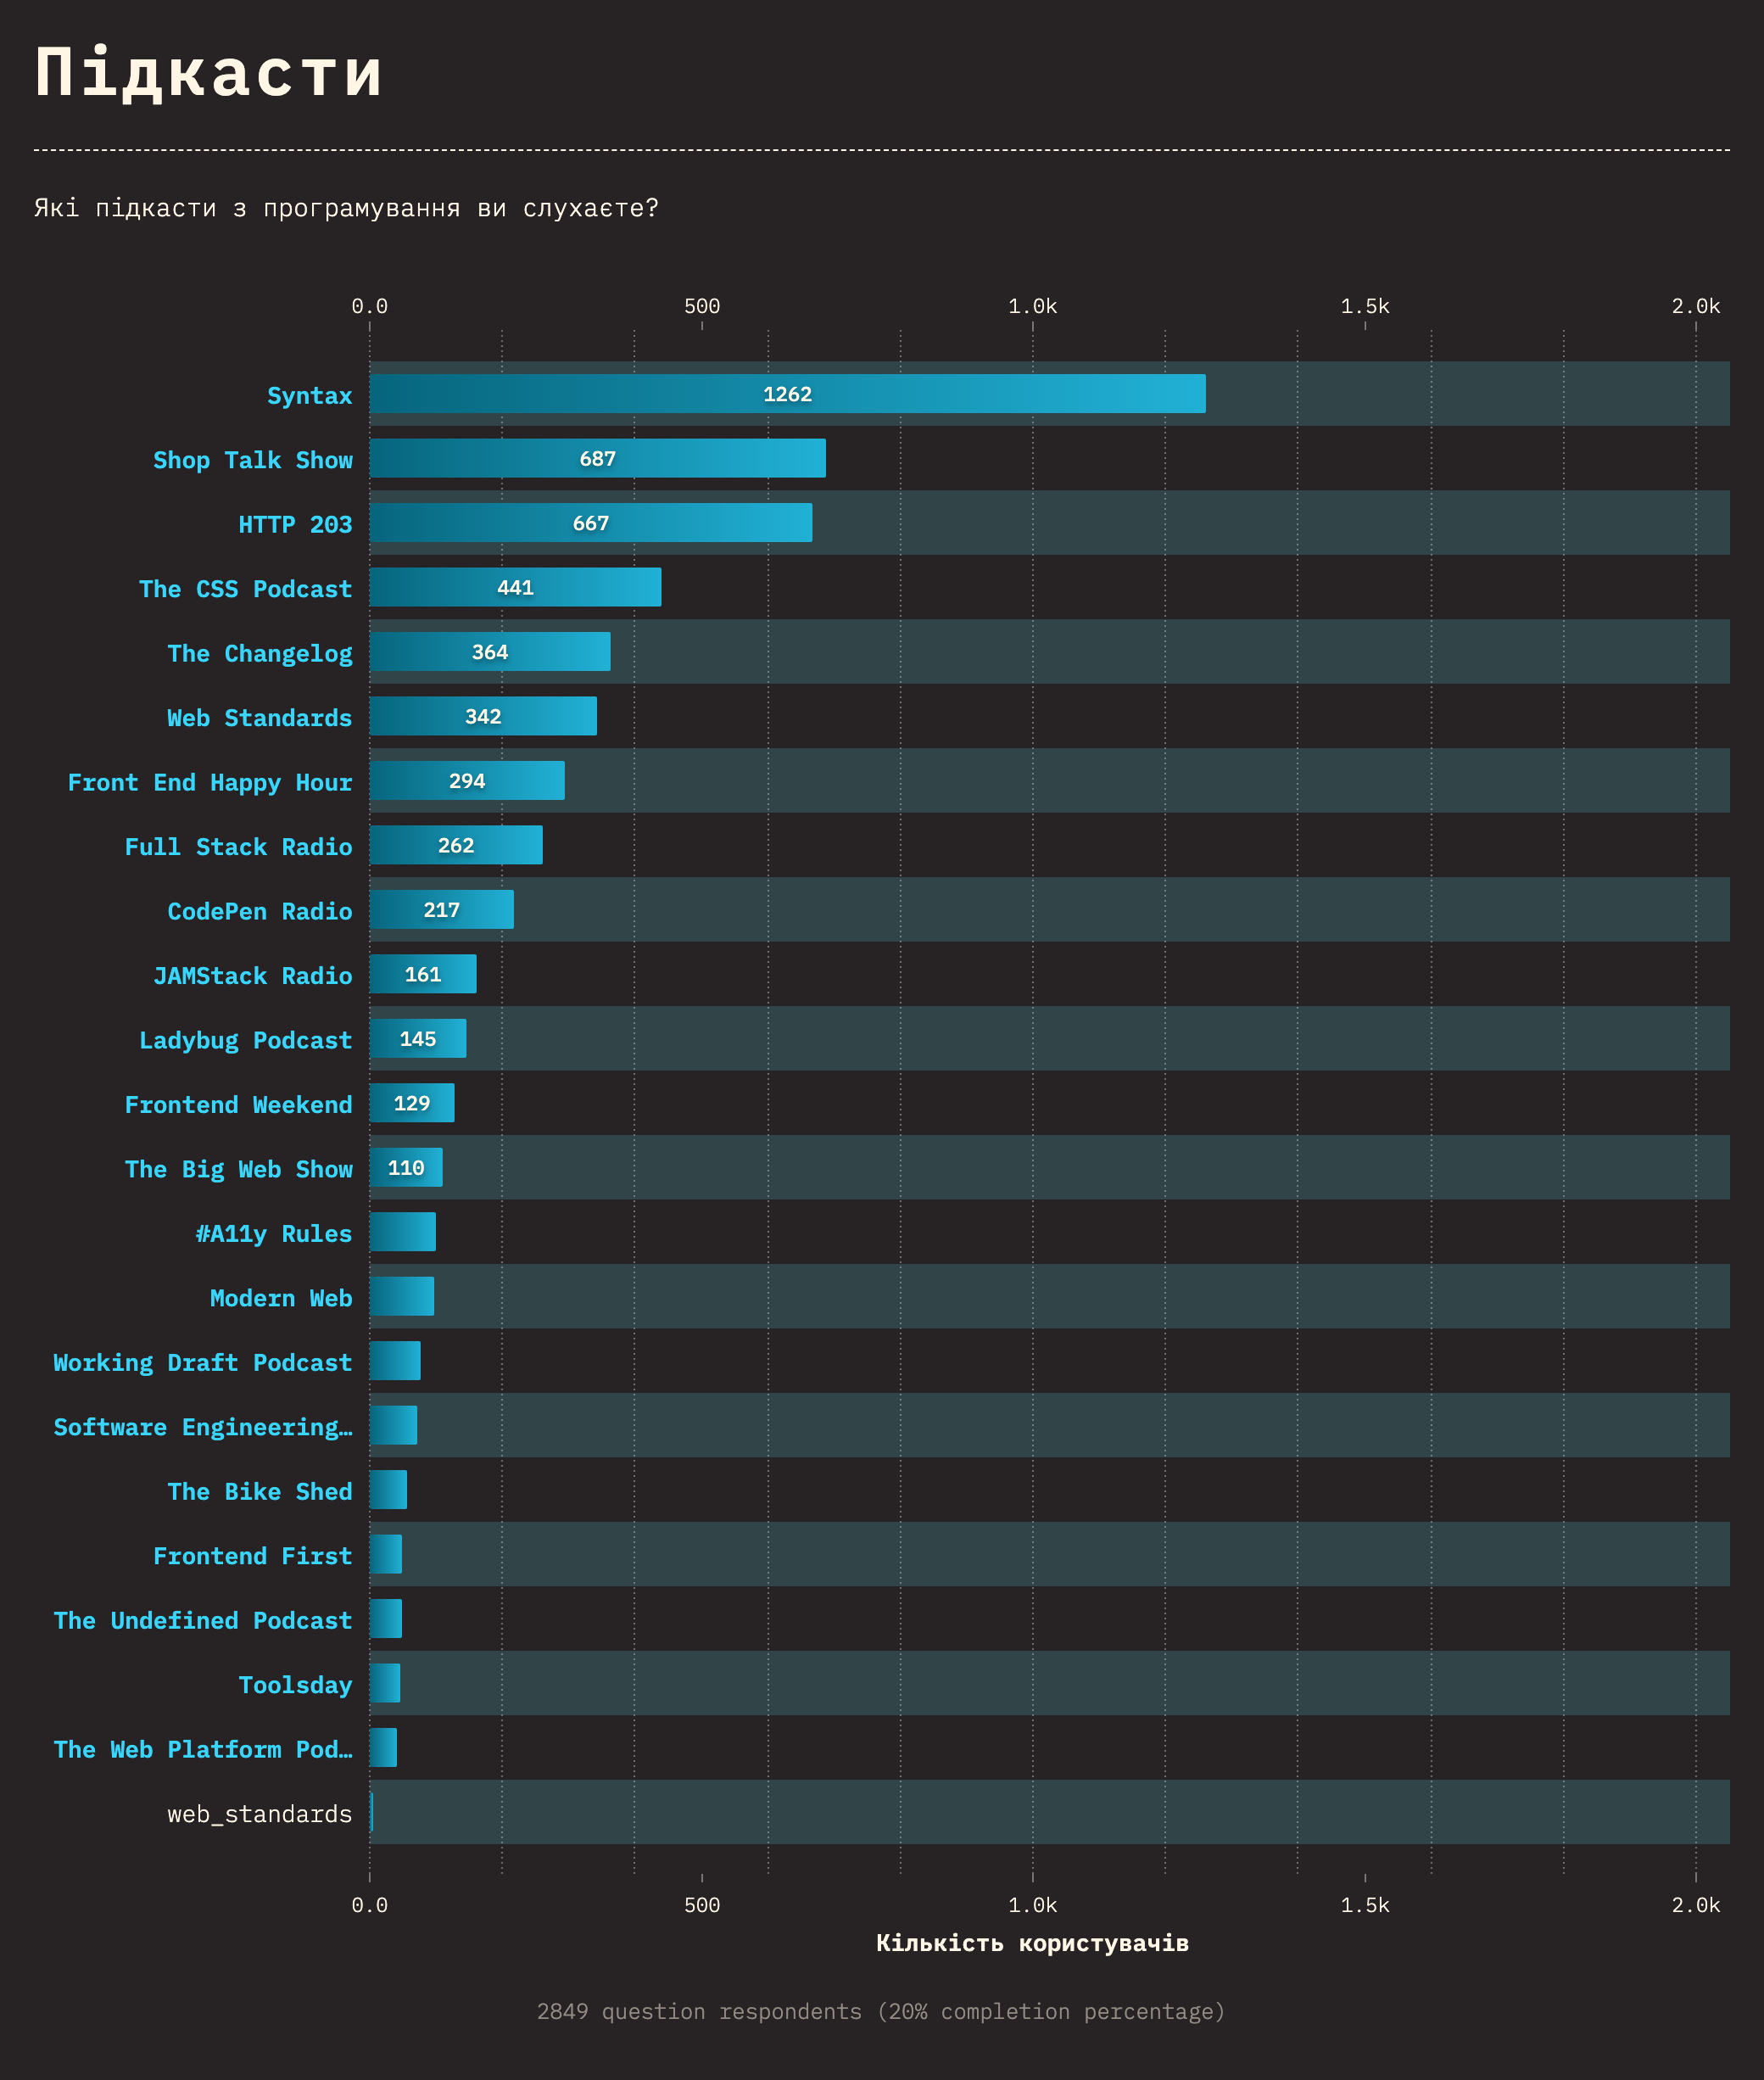 Підкасти
Які підкасти з програмування ви слухаєте?
0.0 500 1.0k 1.5k 2.0k
Syntax 1262
Shop Talk Show 687
HTTP 203 667
The CSS Podcast 441
The Changelog 364
Web Standards 342
Front End Happy Hour 294
Full Stack Radio 262
CodePen Radio 217
JAMStack Radio 161
Ladybug Podcast 145
Frontend Weekend 129
The Big Web Show 110
#A11y Rules
Modern Web
Working Draft Podcast
Software Engineering…
The Bike Shed
Frontend First
The Undefined Podcast
Toolsday
The Web Platform Pod…
web_standards
0.0 500 1.0k 1.5k 2.0k
Кількість користувачів
2849 question respondents (20% completion percentage)